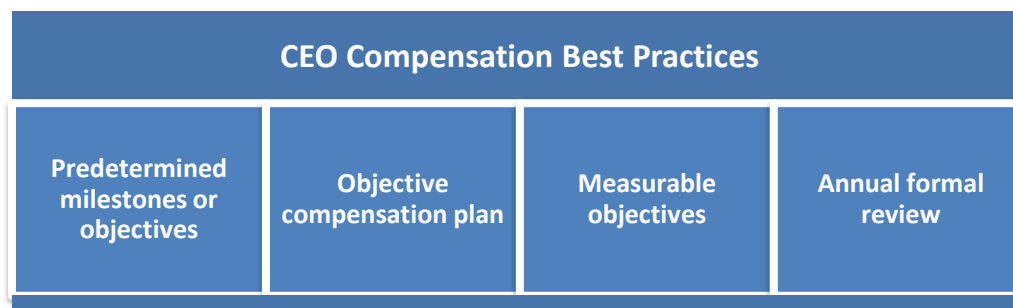 CEO Compensation Best Practices
Predetermined
milestones or
objectives
Objective
compensation plan
Measurable
objectives
Annual formal
review